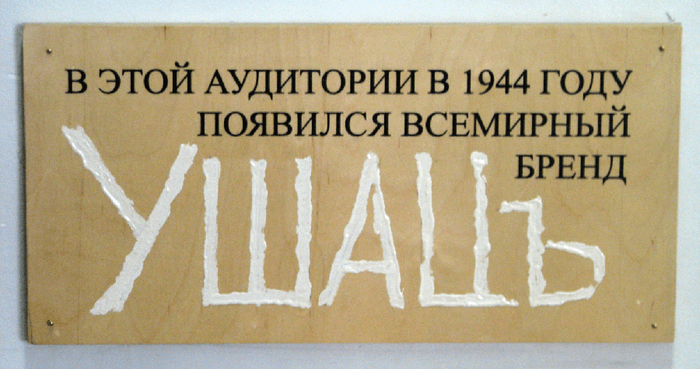 В ЭТОЙ АУДИТОРИИ В 1944 ГОДУ
ПОЯВИЛСЯ ВСЕМИРНЫЙ
БРЕНД
УШАЦЪ